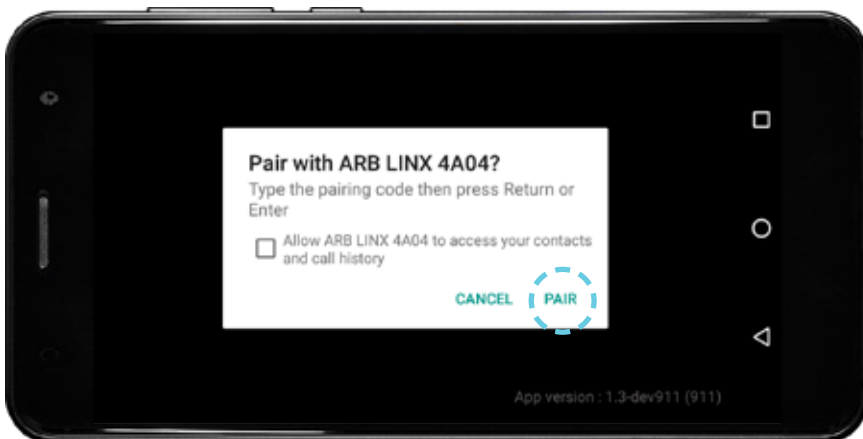 Pair with ARB LINX 4A04?
Type the pairing code then press Return or
Enter
Allow ARB LINX 4A04 to access your contacts
and call history
CANCEL PAIR
App version : 1.3-dev911 (911)